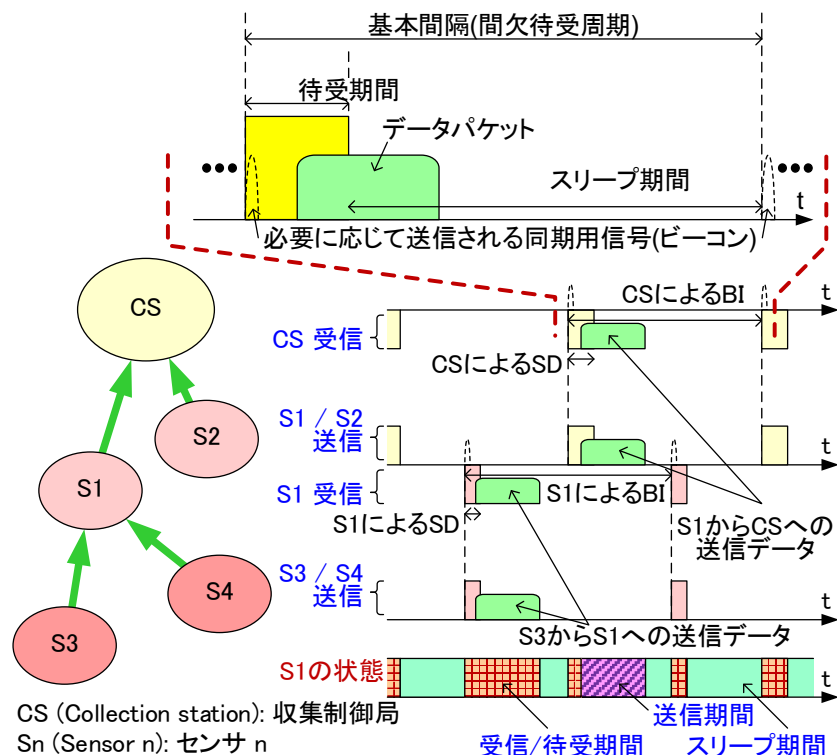 基本間隔(間欠待受周期)
待受期間
データパケット
•••
•••
スリープ期間
t
必要に応じて送信される同期用信号(ビーコン)
CS
S2
S1
S4
S3
CSによるBI
t
CS 受信
CSによるSD
S1 / S2
送信
t
S1 受信
S1によるBI
S1によるSD
S1からCSへの
送信データ
S3 / S4
送信
t
S3からS1への送信データ
S1の状態
t
CS (Collection station): 収集制御局
Sn (Sensor n): センサ n
受信/待受期間
送信期間
スリープ期間